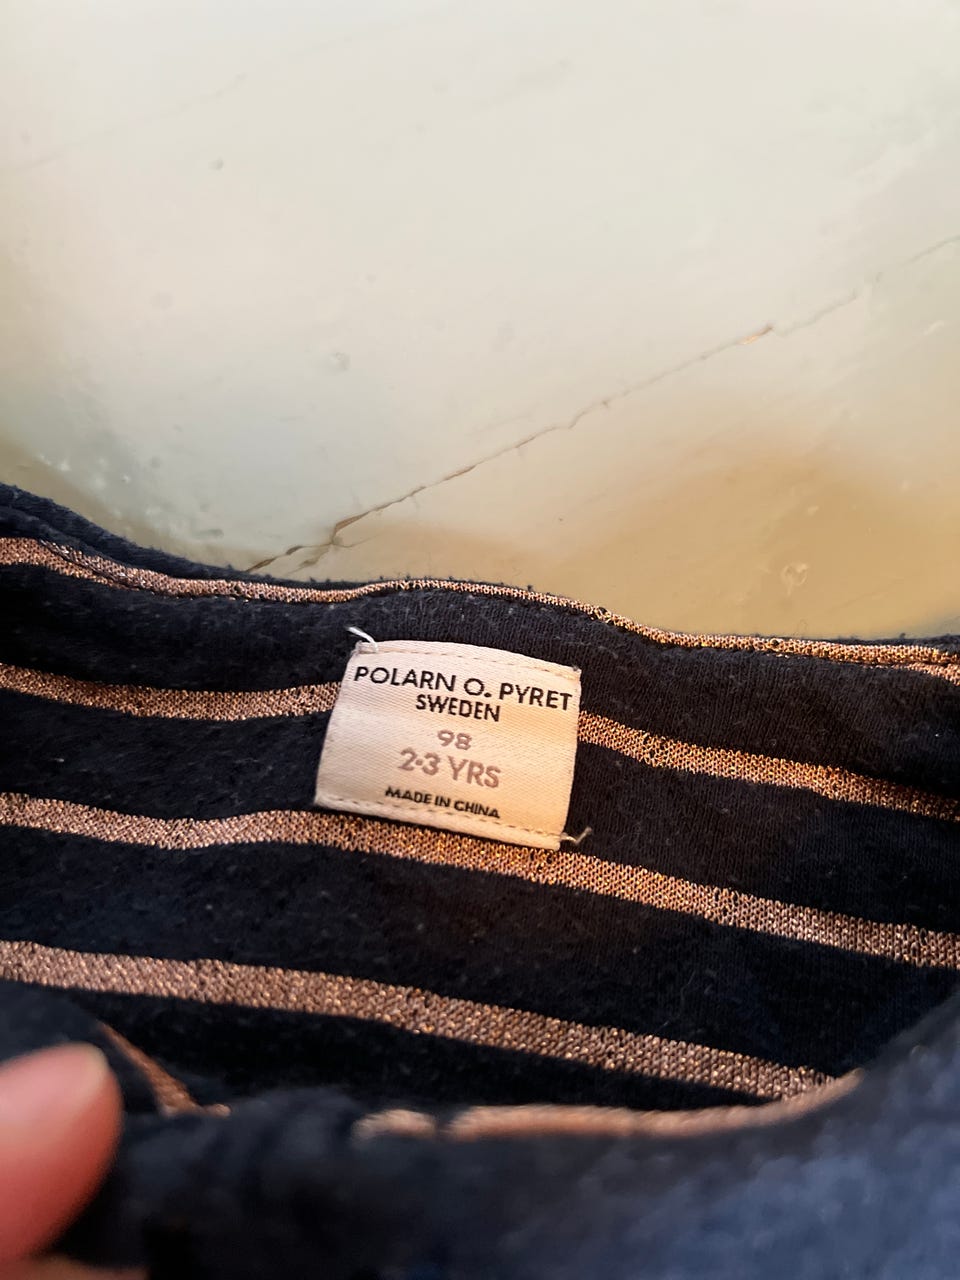 POLARN O. PYRET
SWEDEN
98
2-3 YRS
MADE IN CHINA